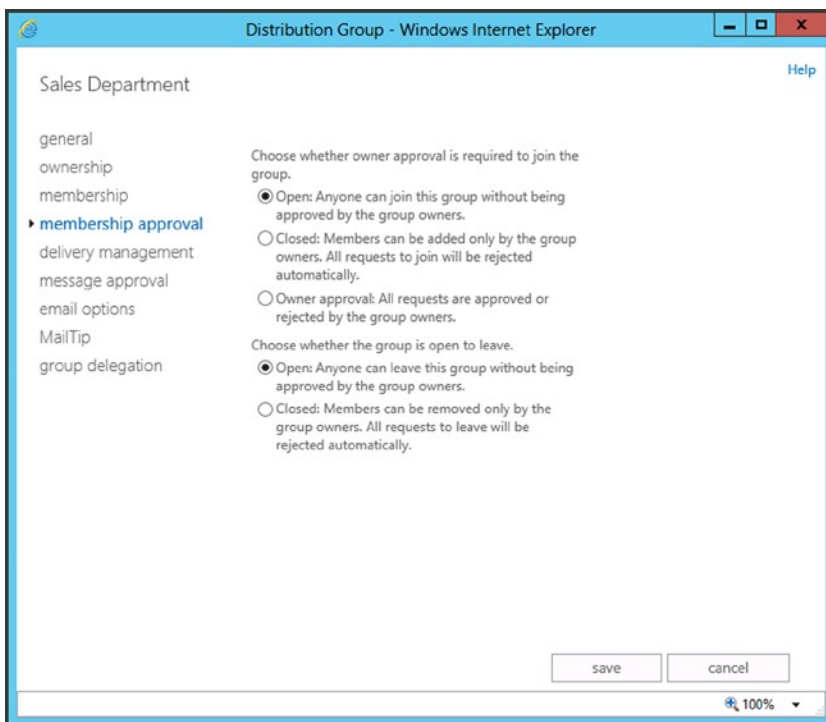 Distribution Group - Windows Internet Explorer
x
Help
Sales Department
general
ownership
membership
membership approval
delivery management
message approval
email options
MailTip
group delegation
Choose whether owner approval is required to join the
group.
Open: Anyone can join this group without being
approved by the group owners.
Closed: Members can be added only by the group
owners. All requests to join will be rejected
automatically.
Owner approval: All requests are approved or
rejected by the group owners.
Choose whether the group is open to leave.
Open: Anyone can leave this group without being
approved by the group owners.
Closed: Members can be removed only by the
group owners. All requests to leave will be
rejected automatically.
save
cancel
100%